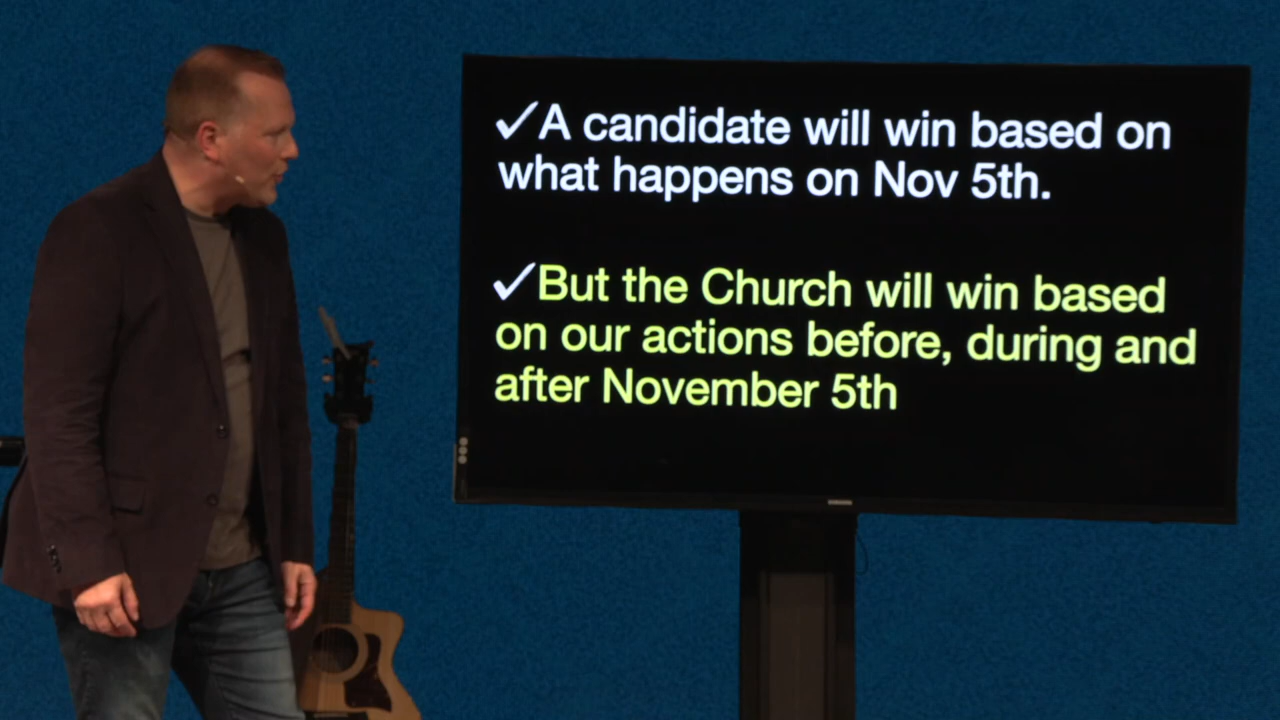 ✓A candidate will win based on
what happens on Nov 5th.
✓But the Church will win based
on our actions before, during and
after November 5th